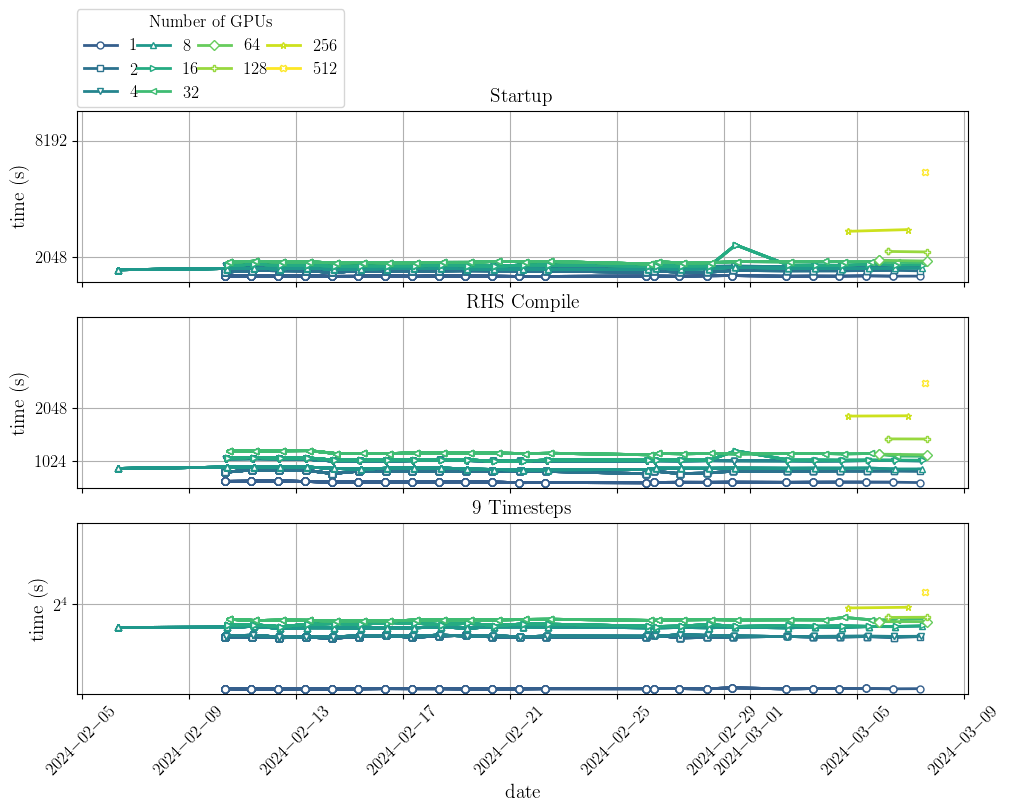 Number of GPUs
1 8 64 256
2 16 128 512
4 32
Startup
8192
time (s)
2048
RHS Compile
2048
time (s)
1024
9 Timesteps
2⁴
time (s)
2024−02−05 2024−02−09 2024−02−13 2024−02−17 2024−02−21 2024−02−25 2024−02−29 2024−03−01 2024−03−05 2024−03−09
date